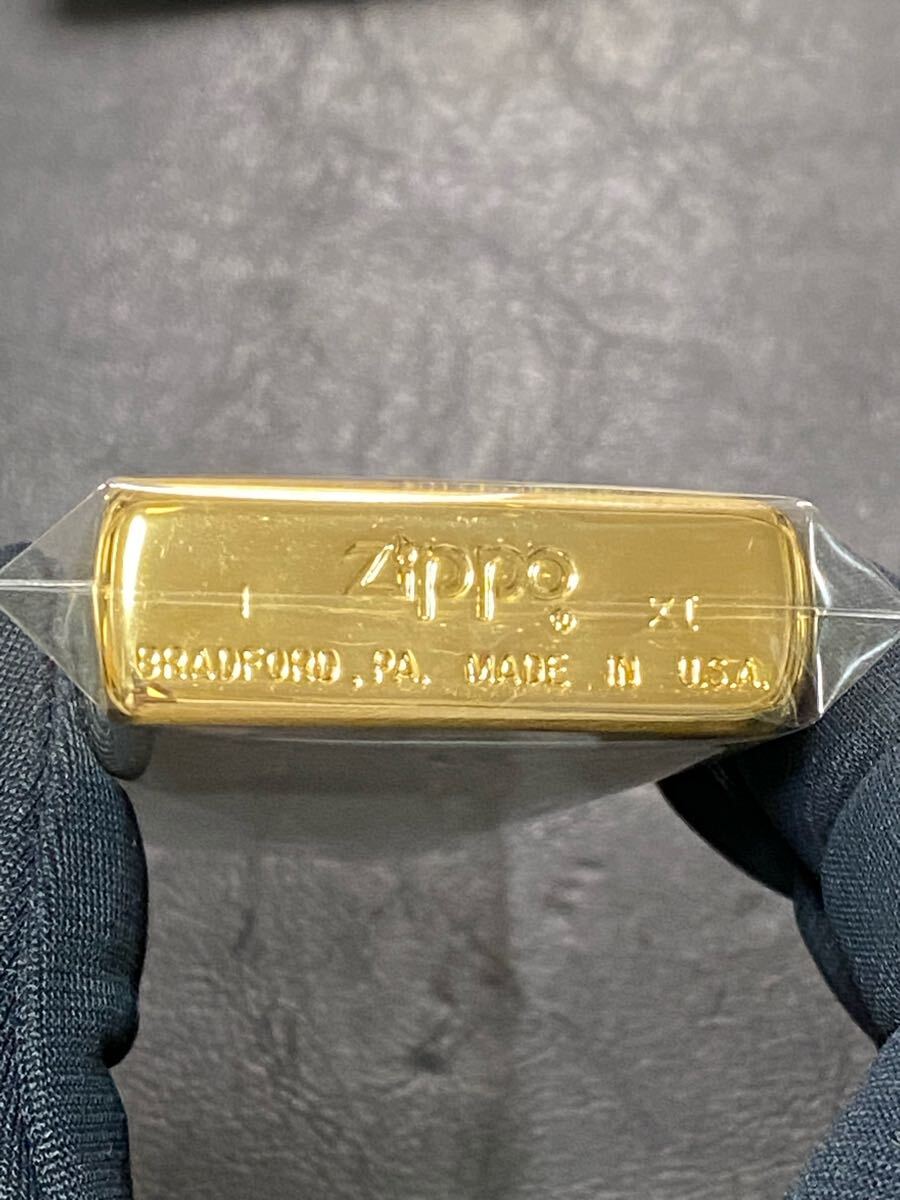 Zippo
I ® XI
BRADFORD, PA. MADE IN U.S.A.